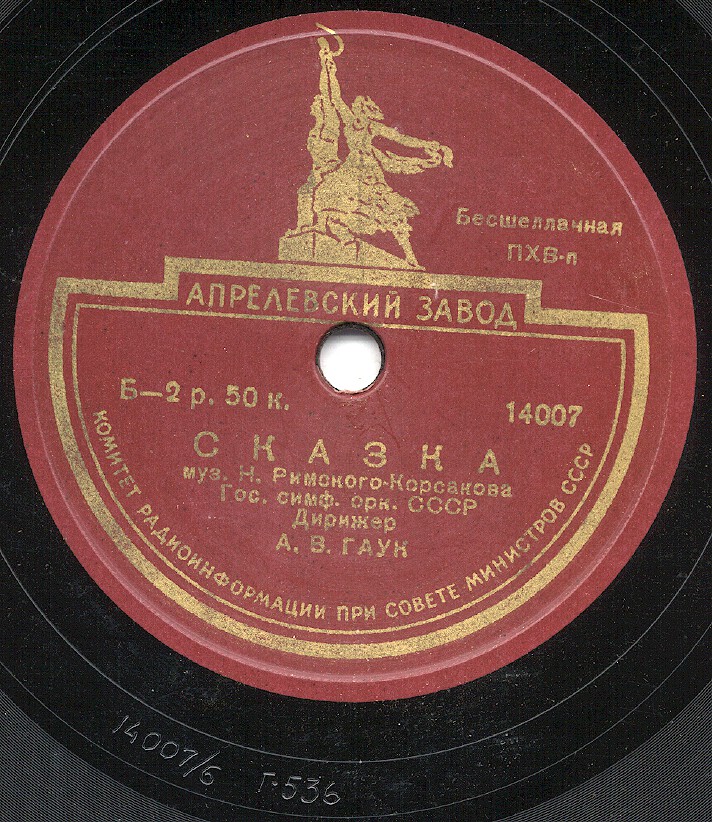 Бесшеллачная
ПХВ-п
АПРЕЛЕВСКИЙ ЗАВОД
Б—2 р. 50 к.
14007
СКАЗКА
муз. Н. Римского-Корсакова
Гос. симф. орк. СССР
Дирижер
А. В. ГАУК
КОМИТЕТ РАДИОИНФОРМАЦИИ ПРИ СОВЕТЕ МИНИСТРОВ СССР
14007/6 Г-536